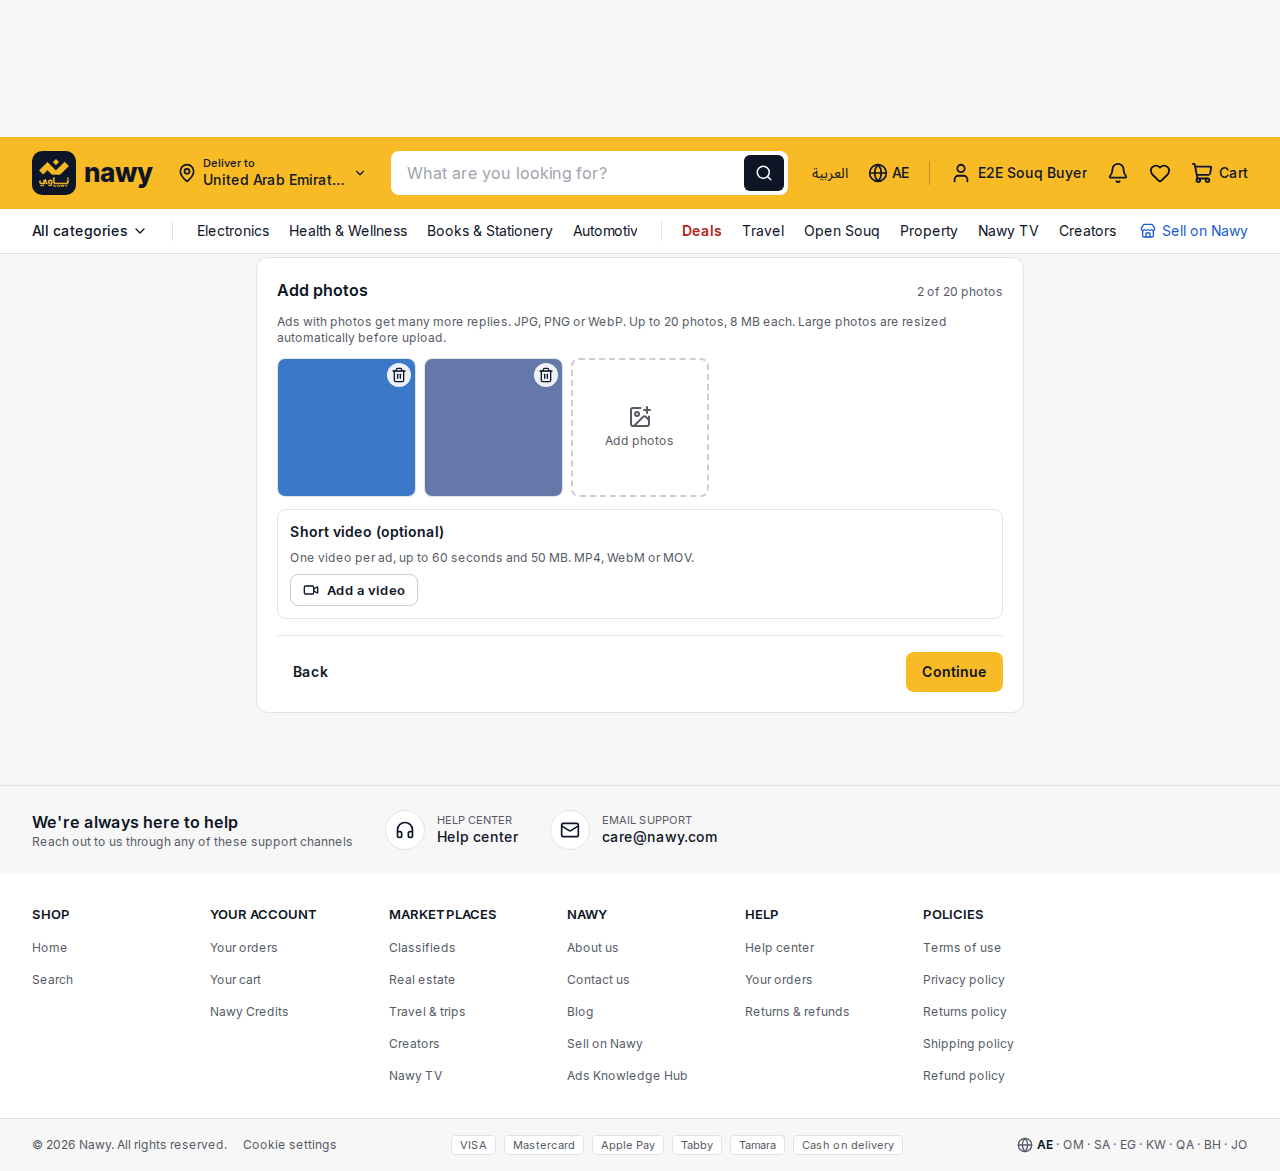 ناوي
NAWY
nawy
Deliver to
United Arab Emirat...
What are you looking for?
العربية
AE
E2E Souq Buyer
Cart
All categories
Electronics
Health & Wellness
Books & Stationery
Automotiv
Deals
Travel
Open Souq
Property
Nawy TV
Creators
Sell on Nawy
Add photos
2 of 20 photos
Ads with photos get many more replies. JPG, PNG or WebP. Up to 20 photos, 8 MB each. Large photos are resized
automatically before upload.
Add photos
Short video (optional)
One video per ad, up to 60 seconds and 50 MB. MP4, WebM or MOV.
Add a video
Back
Continue
We're always here to help
Reach out to us through any of these support channels
HELP CENTER
Help center
EMAIL SUPPORT
care@nawy.com
SHOP
Home
Search
YOUR ACCOUNT
Your orders
Your cart
Nawy Credits
MARKETPLACES
Classifieds
Real estate
Travel & trips
Creators
Nawy TV
NAWY
About us
Contact us
Blog
Sell on Nawy
Ads Knowledge Hub
HELP
Help center
Your orders
Returns & refunds
POLICIES
Terms of use
Privacy policy
Returns policy
Shipping policy
Refund policy
© 2026 Nawy. All rights reserved.
Cookie settings
VISA
Mastercard
Apple Pay
Tabby
Tamara
Cash on delivery
AE · OM · SA · EG · KW · QA · BH · JO